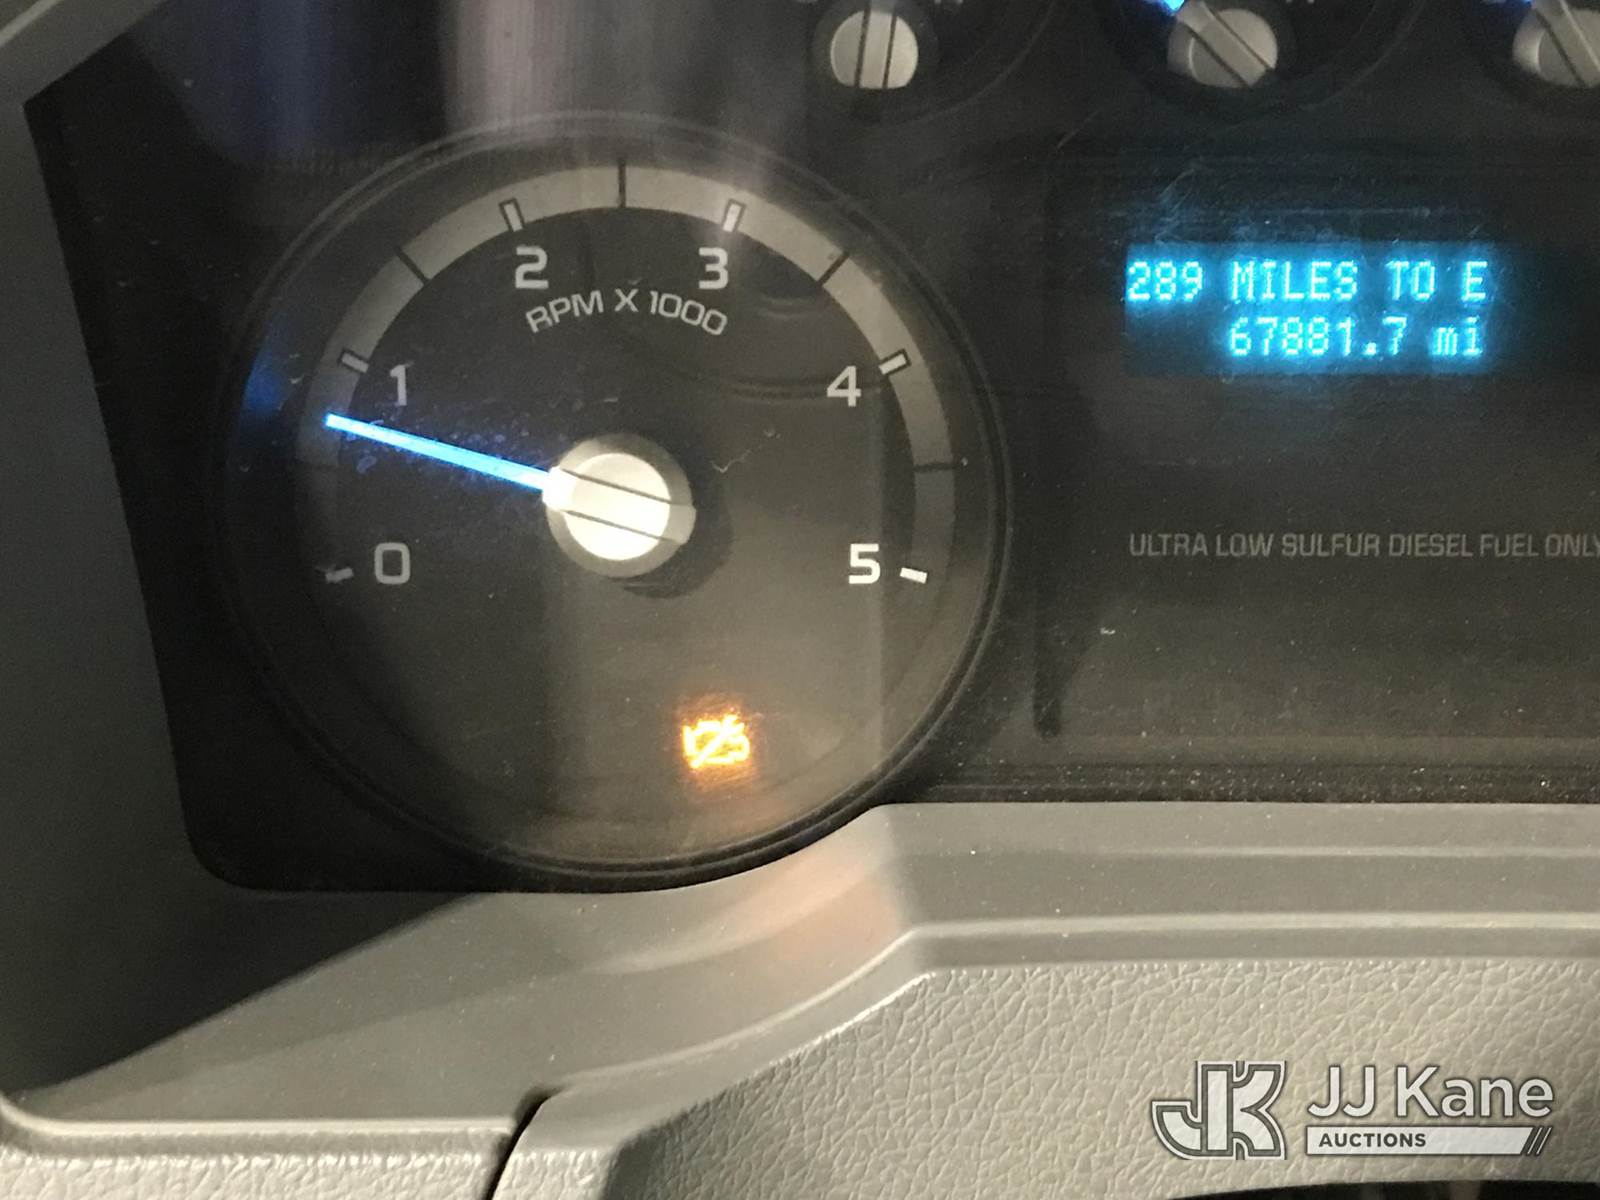 2 3
RPM X 1000
1 4
0 5
289 MILES TO E
67881.7 mi
ULTRA LOW SULFUR DIESEL FUEL ONLY
JK JJ Kane
AUCTIONS